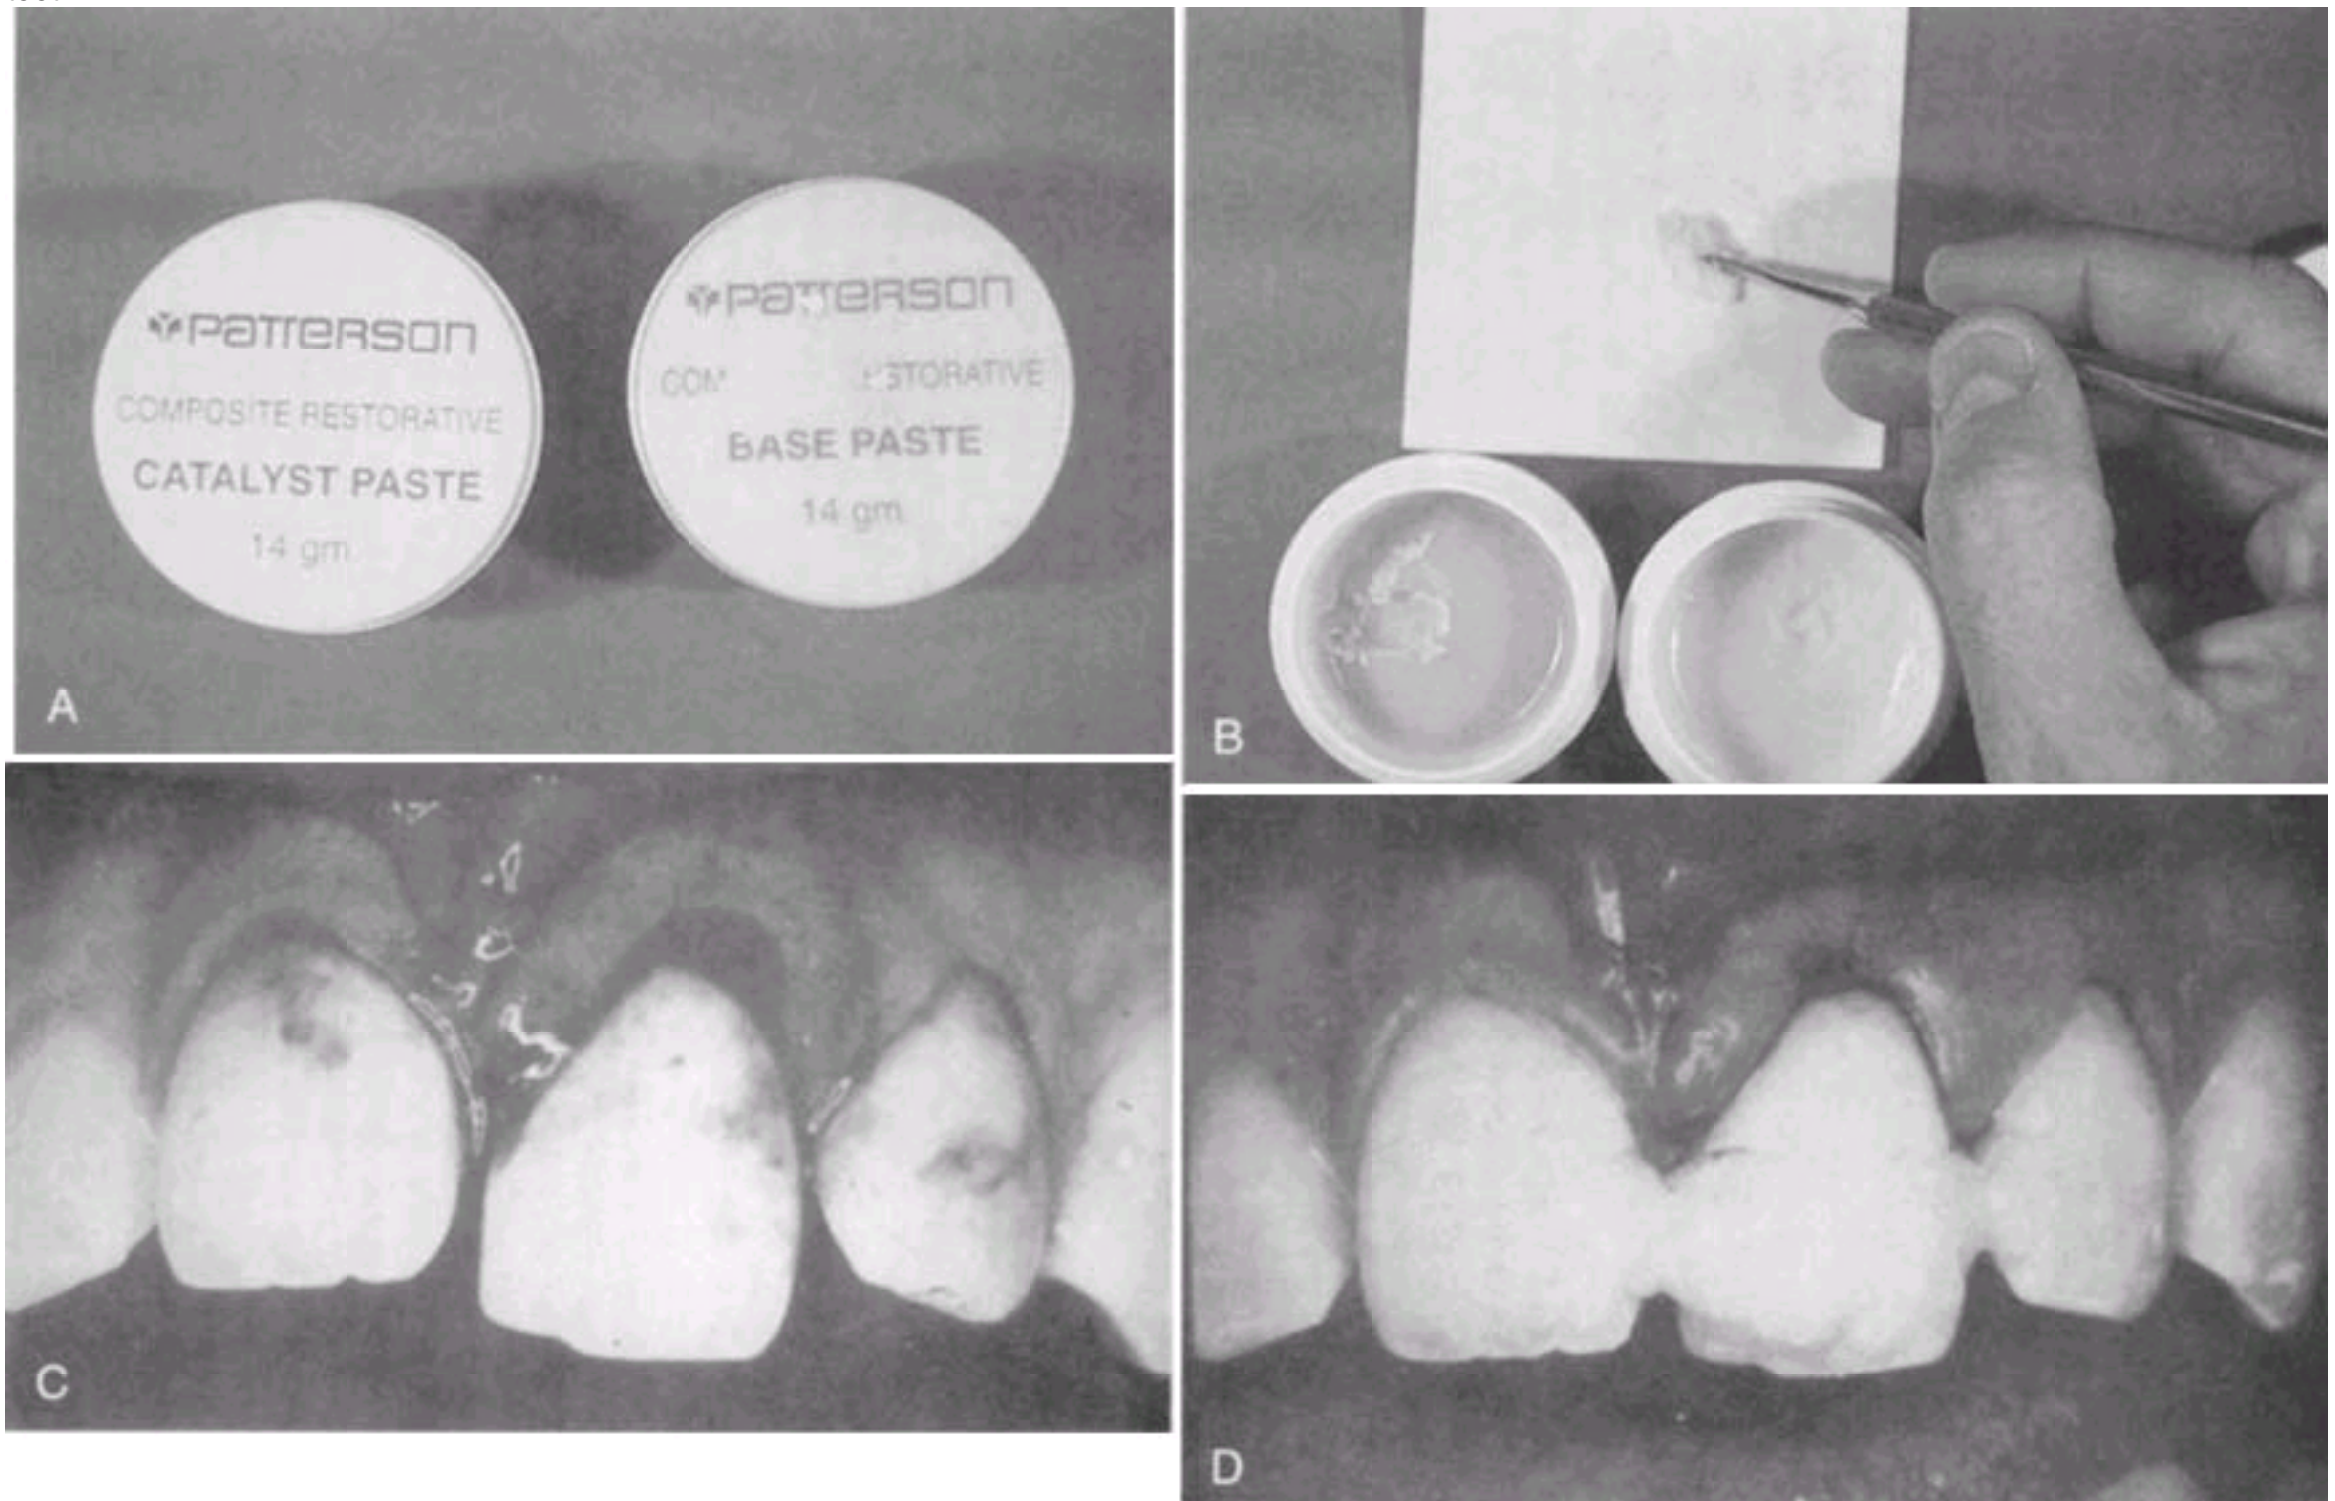 PATTERSON
COMPOSITE RESTORATIVE
CATALYST PASTE
14 gm
PATTERSON
BASE PASTE
14 gm
A
B
C
D